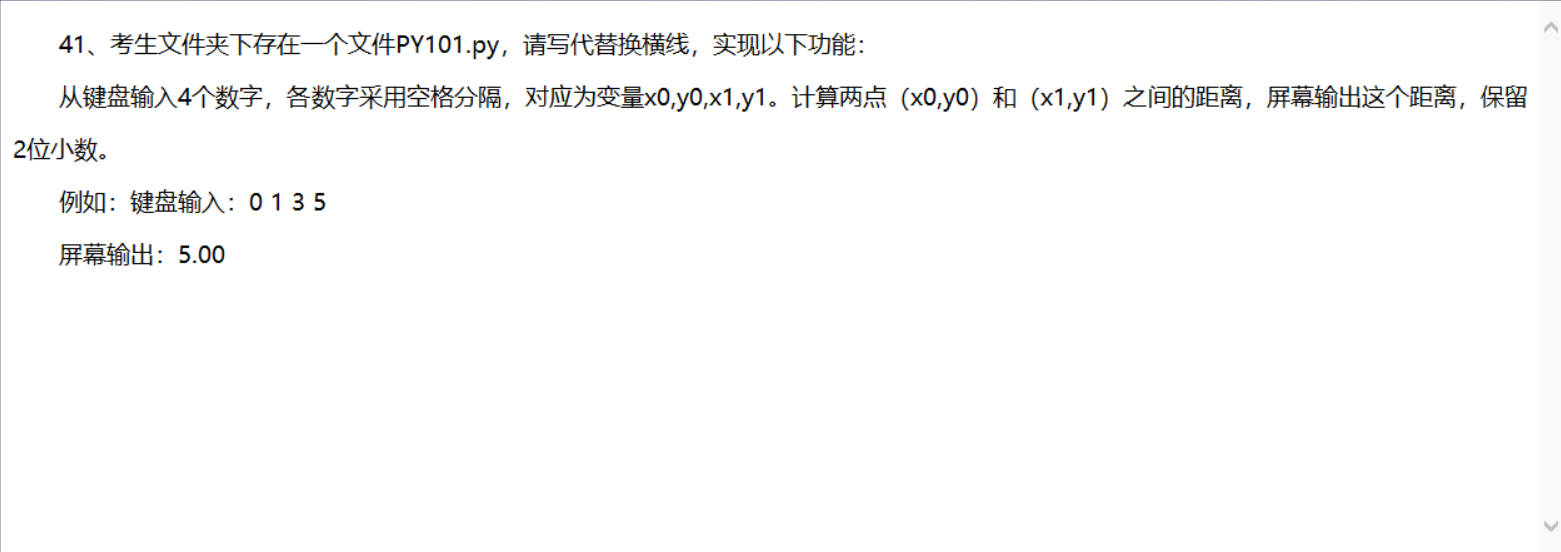 41、考生文件夹下存在一个文件PY101.py，请写代替换横线，实现以下功能：
从键盘输入4个数字，各数字采用空格分隔，对应为变量x0,y0,x1,y1。计算两点（x0,y0）和（x1,y1）之间的距离，屏幕输出这个距离，保留
2位小数。
例如：键盘输入：0 1 3 5
屏幕输出：5.00